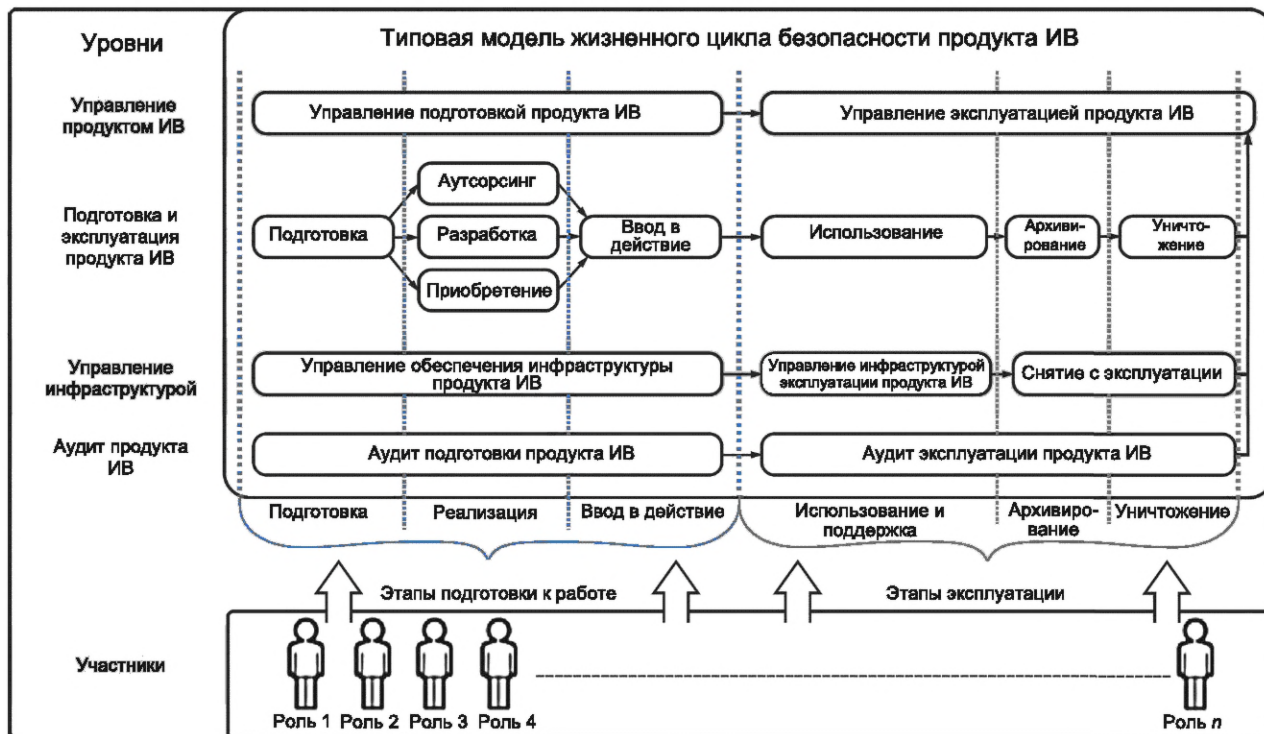 Уровни
Типовая модель жизненного цикла безопасности продукта ИВ
Управление
продуктом ИВ
Управление подготовкой продукта ИВ
Управление эксплуатацией продукта ИВ
Подготовка и
эксплуатация
продукта ИВ
Подготовка
Аутсорсинг
Разработка
Приобретение
Ввод в
действие
Использование
Архиви-
рование
Уничто-
жение
Управление
инфраструктурой
Управление обеспечения инфраструктуры
продукта ИВ
Управление инфраструктурой
эксплуатации продукта ИВ
Снятие с эксплуатации
Аудит продукта
ИВ
Аудит подготовки продукта ИВ
Аудит эксплуатации продукта ИВ
Подготовка
Реализация
Ввод в действие
Использование и
поддержка
Архивиро-
вание
Уничтожение
Этапы подготовки к работе
Этапы эксплуатации
Участники
Роль 1
Роль 2
Роль 3
Роль 4
Роль n